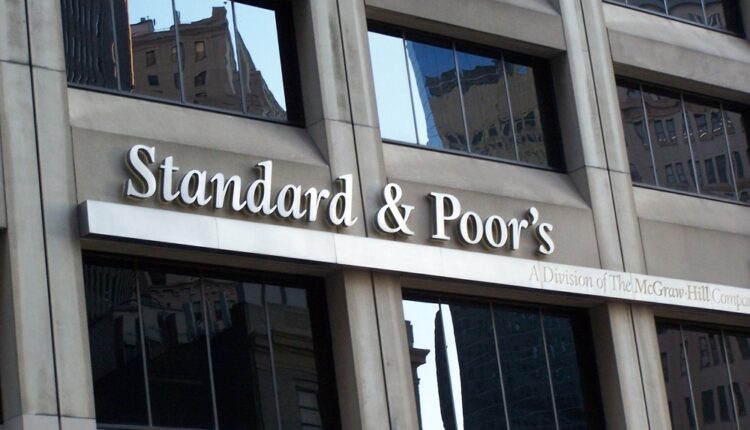 Standard & Poor's
A Division of The McGraw-Hill